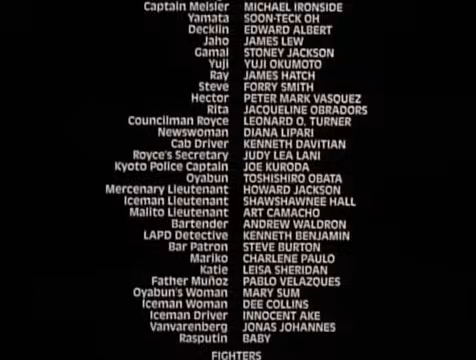 Captain Meisler MICHAEL IRONSIDE
Yamata SOON-TECK OH
Decklin EDWARD ALBERT
Jaho JAMES LEW
Gamal STONEY JACKSON
Yuji YUJI OKUMOTO
Ray JAMES HATCH
Steve FORRY SMITH
Hector PETER MARK VASQUEZ
Rita JACQUELINE OBRADORS
Councilman Royce LEONARD O. TURNER
Newswoman DIANA LIPARI
Cab Driver KENNETH DAVITIAN
Royce's Secretary JUDY LEA LANI
Kyoto Police Captain JOE KURODA
Oyabun TOSHISHIRO OBATA
Mercenary Lieutenant HOWARD JACKSON
Iceman Lieutenant SHAWSHAWNEE HALL
Malito Lieutenant ART CAMACHO
Bartender ANDREW WALDRON
LAPD Detective KENNETH BENJAMIN
Bar Patron STEVE BURTON
Mariko CHARLENE PAULO
Katie LEISA SHERIDAN
Father Muñoz PABLO VELAZQUES
Oyabun's Woman MARY SUM
Iceman Woman DEE COLLINS
Iceman Driver INNOCENT AKE
Vanvarenberg JONAS JOHANNES
Rasputin BABY
FIGHTERS